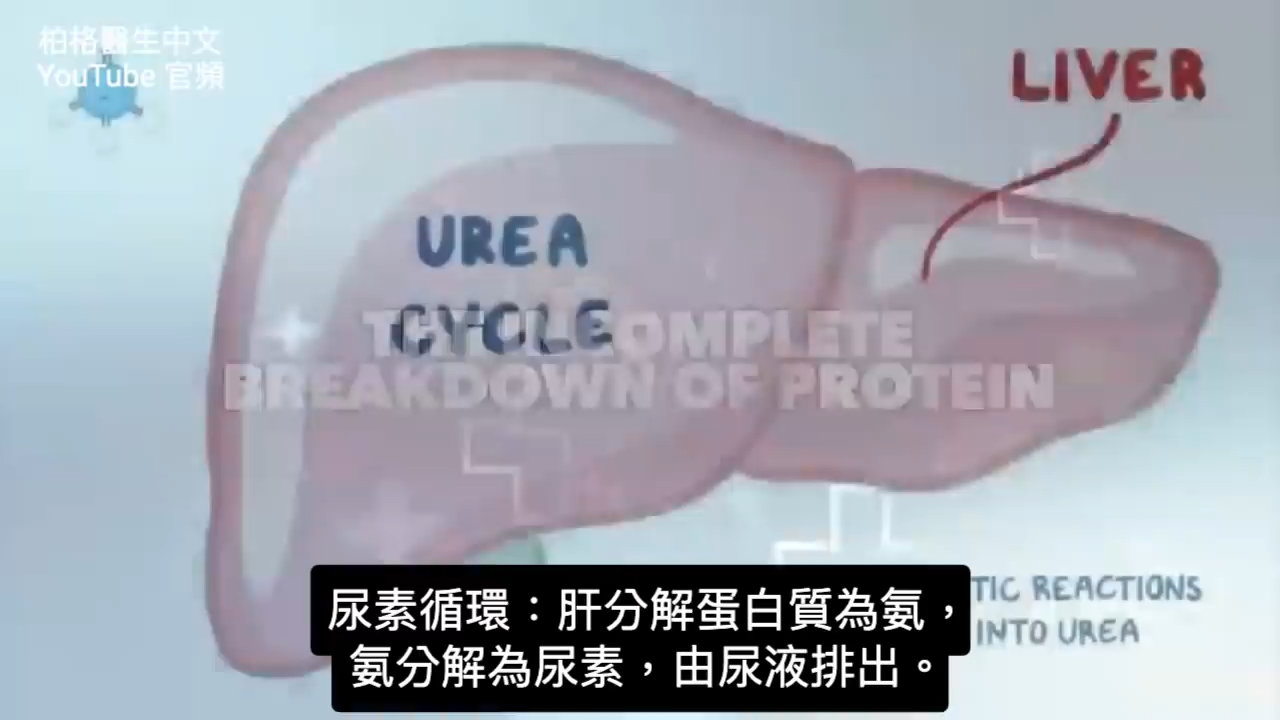 柏格醫生中文
YouTube 官頻
LIVER
UREA
CYCLE
COMPLETE
BREAKDOWN OF PROTEIN
TIC REACTIONS
INTO UREA
尿素循環：肝分解蛋白質為氨，
氨分解為尿素，由尿液排出。